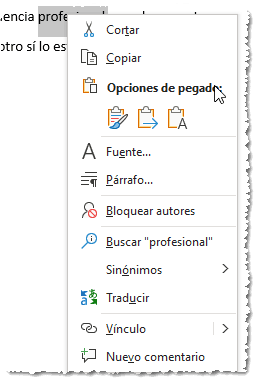 encia profesional
Cortar
otro sí lo es
Copiar
Opciones de pegado:
A
A
Fuente...
Párrafo...
Bloquear autores
Buscar "profesional"
Sinónimos
Traducir
Vínculo
Nuevo comentario